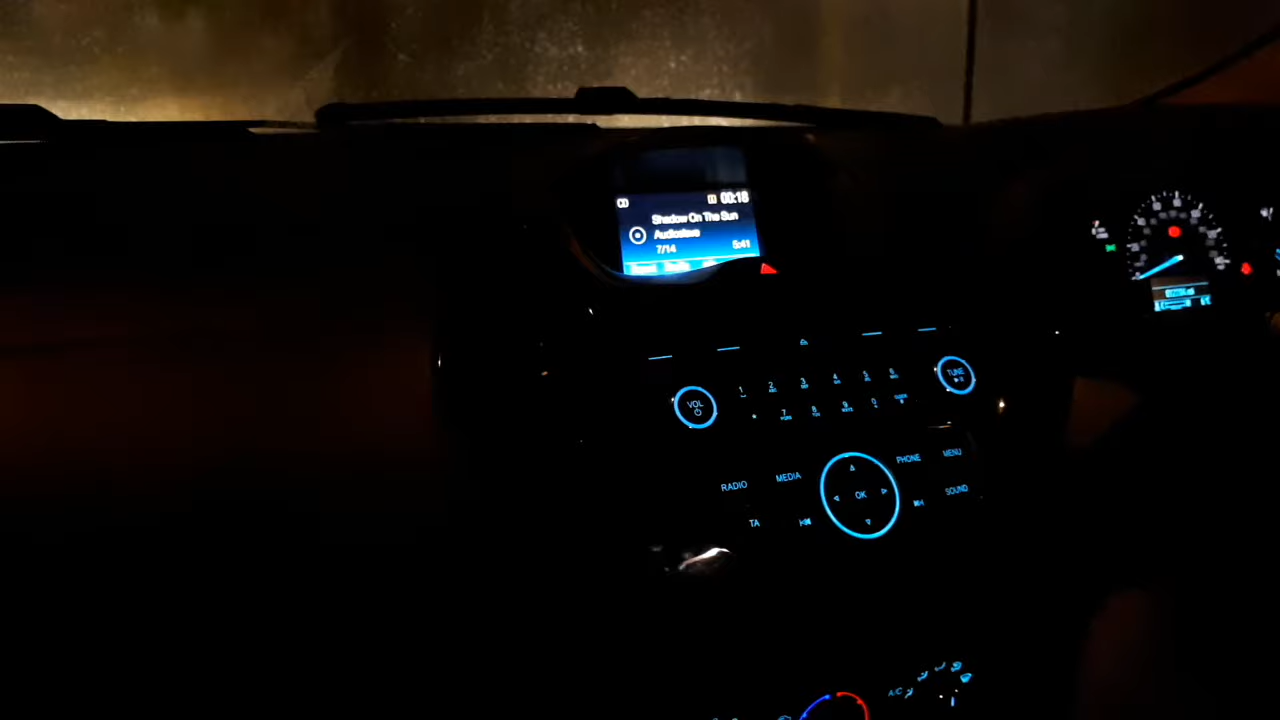 CD 00:18
Shadow On The Sun
Audioslave
7/14 5:41
VOL
1 2 3 4 5 6
TUNE
* 7 8 9 0
RADIO
MEDIA
OK
PHONE
MENU
TA
SOUND
A/C